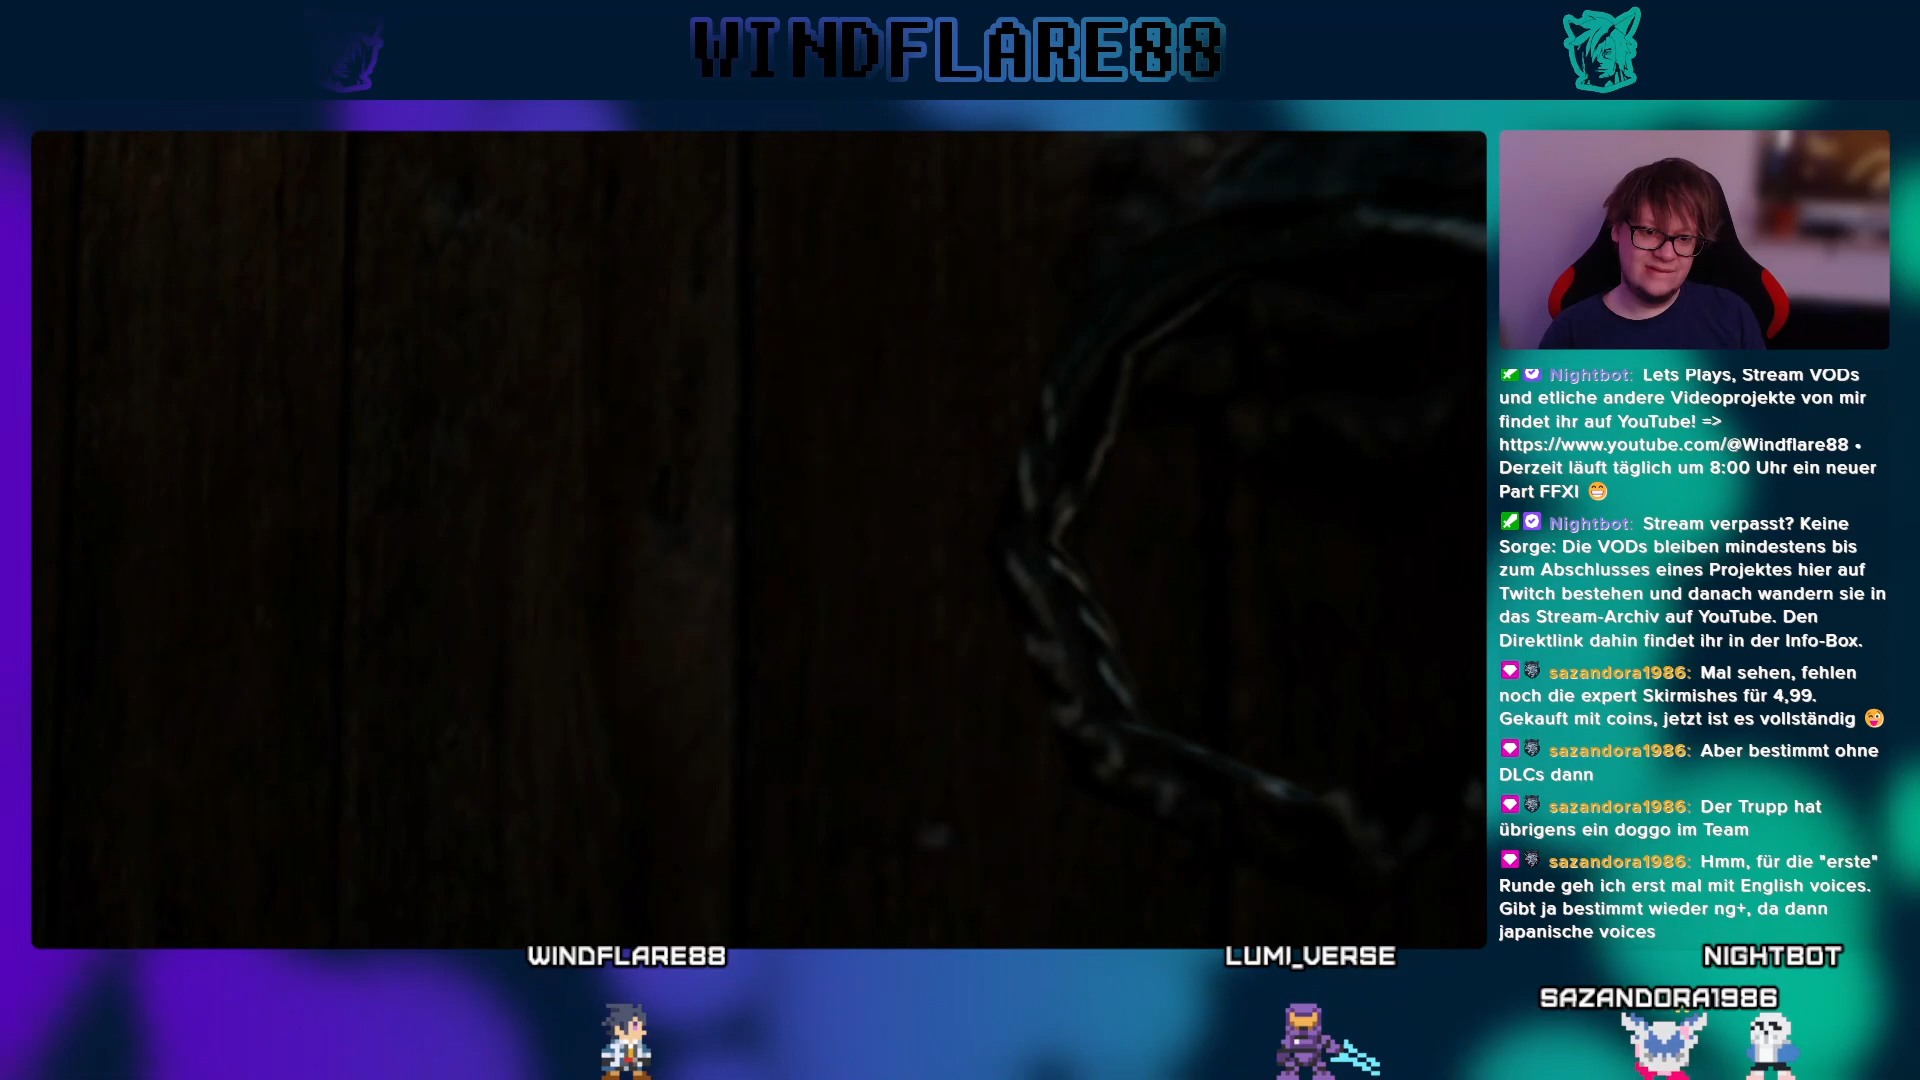 WINDFLARE88
Nightbot: Lets Plays, Stream VODs
und etliche andere Videoprojekte von mir
findet ihr auf YouTube! =>
https://www.youtube.com/@Windflare88 •
Derzeit läuft täglich um 8:00 Uhr ein neuer
Part FFXI 😁
Nightbot: Stream verpasst? Keine
Sorge: Die VODs bleiben mindestens bis
zum Abschlusses eines Projektes hier auf
Twitch bestehen und danach wandern sie in
das Stream-Archiv auf YouTube. Den
Direktlink dahin findet ihr in der Info-Box.
sazandora1986: Mal sehen, fehlen
noch die expert Skirmishes für 4,99.
Gekauft mit coins, jetzt ist es vollständig 😜
sazandora1986: Aber bestimmt ohne
DLCs dann
sazandora1986: Der Trupp hat
übrigens ein doggo im Team
sazandora1986: Hmm, für die "erste"
Runde geh ich erst mal mit English voices.
Gibt ja bestimmt wieder ng+, da dann
japanische voices
WINDFLARE88
LUMI_VERSE
NIGHTBOT
SAZANDORA1986